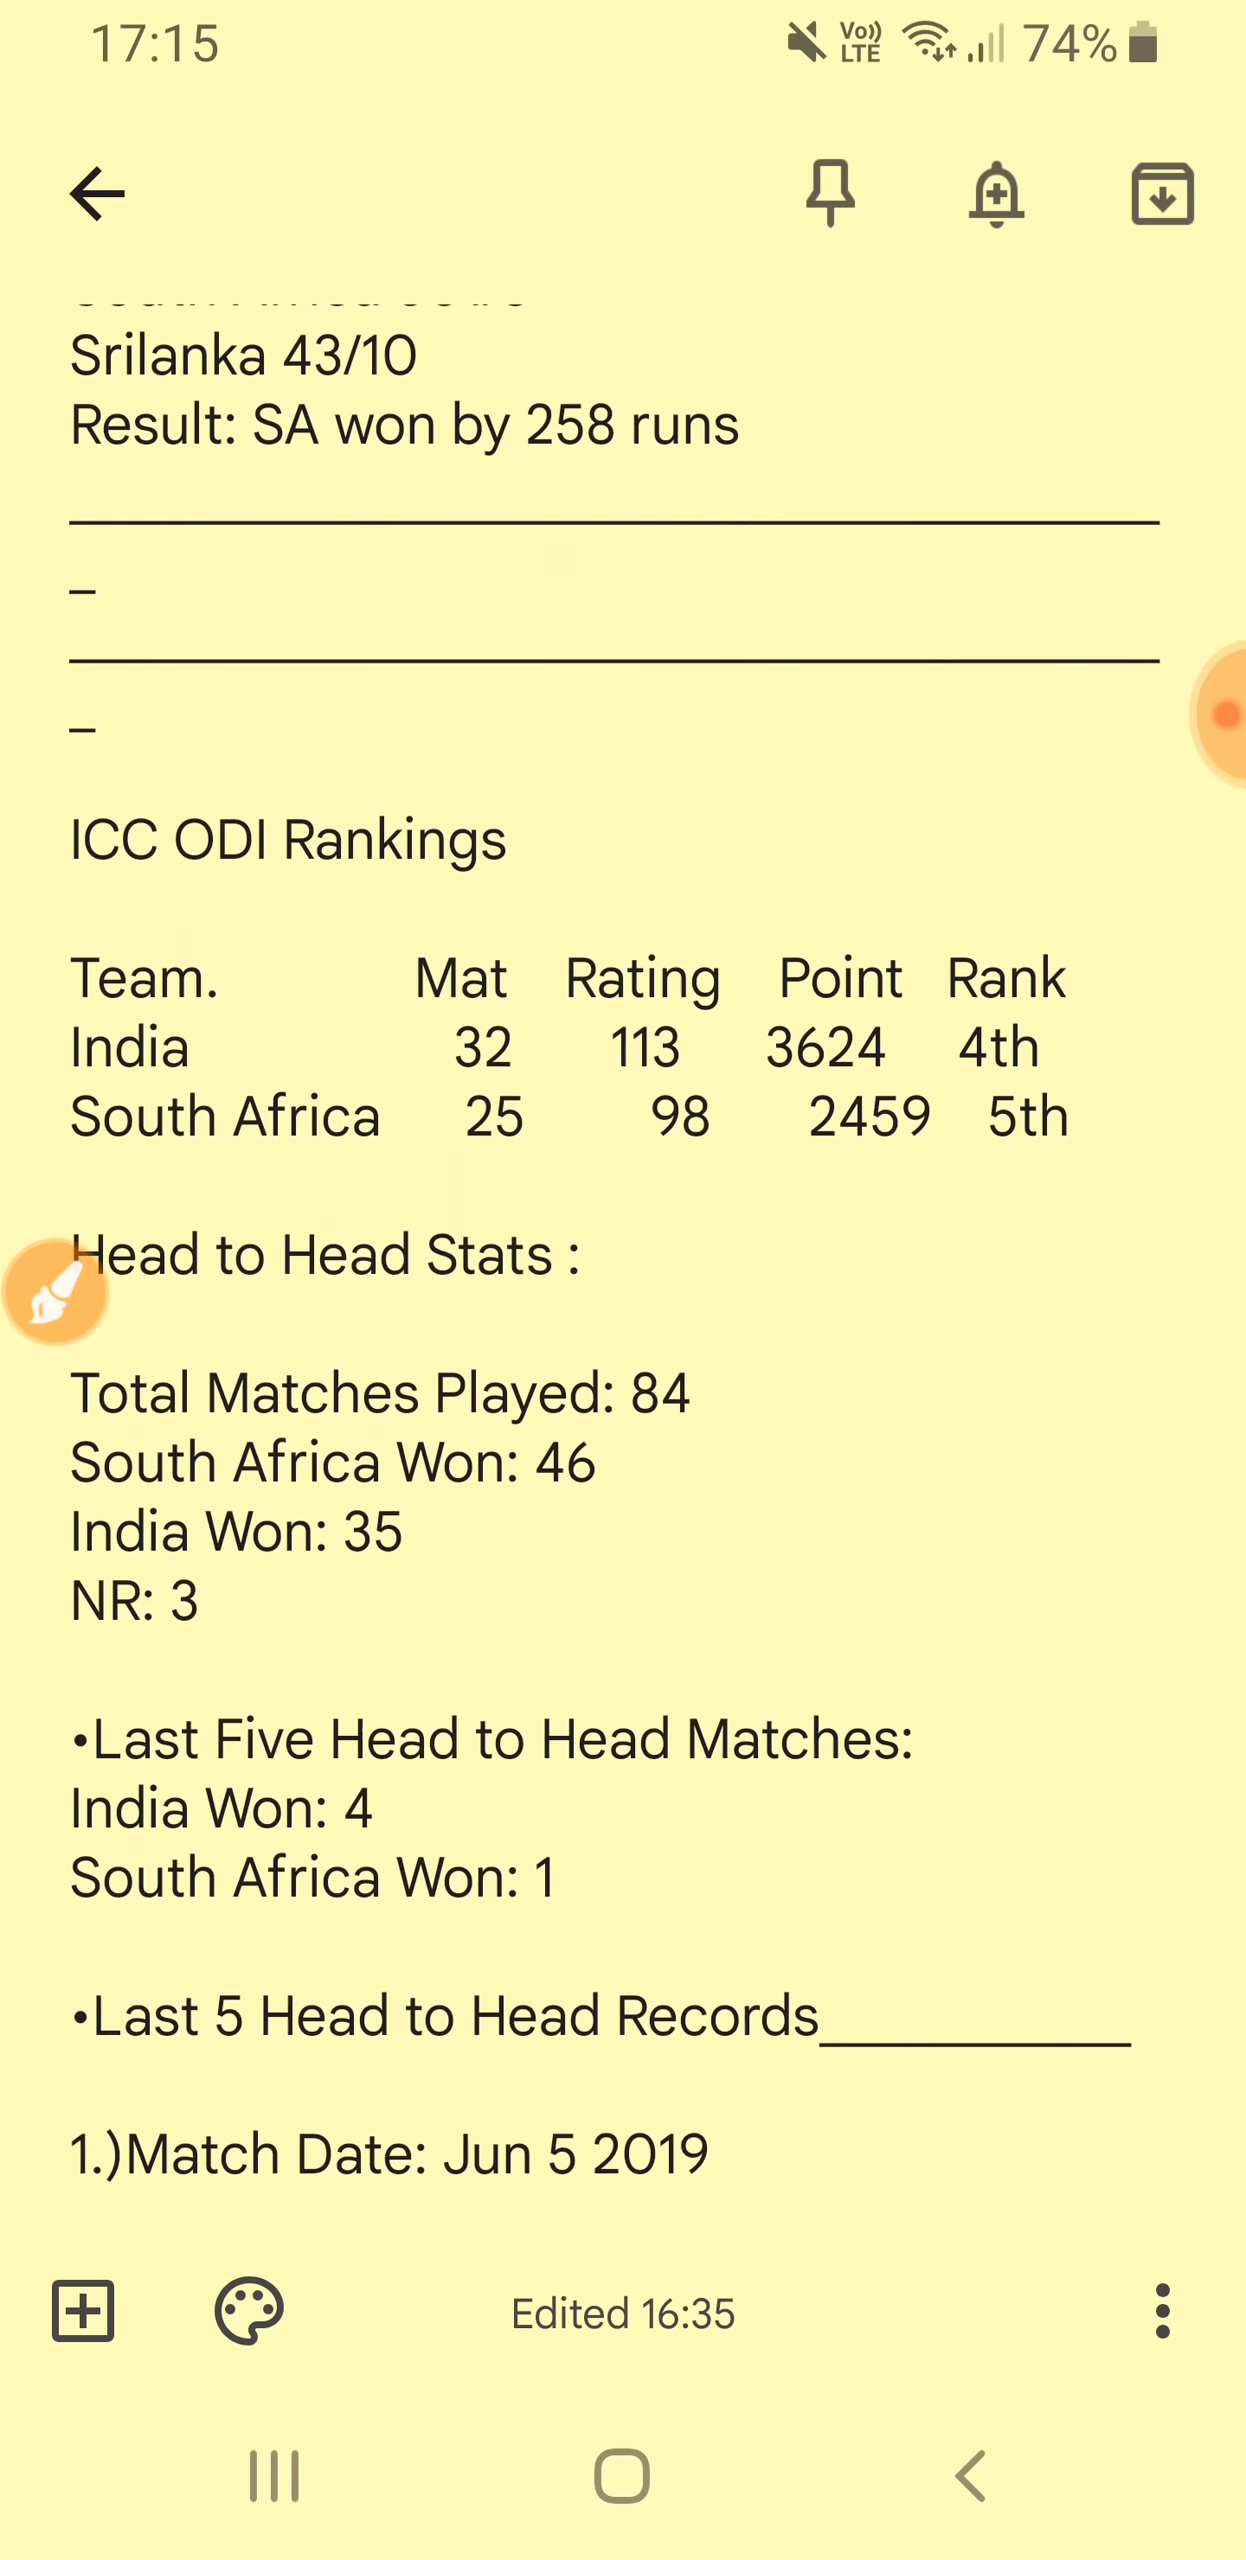 17:15 Vo)) LTE 74%
Srilanka 43/10
Result: SA won by 258 runs
_
_
ICC ODI Rankings
Team. Mat Rating Point Rank
India 32 113 3624 4th
South Africa 25 98 2459 5th
Head to Head Stats :
Total Matches Played: 84
South Africa Won: 46
India Won: 35
NR: 3
•Last Five Head to Head Matches:
India Won: 4
South Africa Won: 1
•Last 5 Head to Head Records_________
1.)Match Date: Jun 5 2019
Edited 16:35